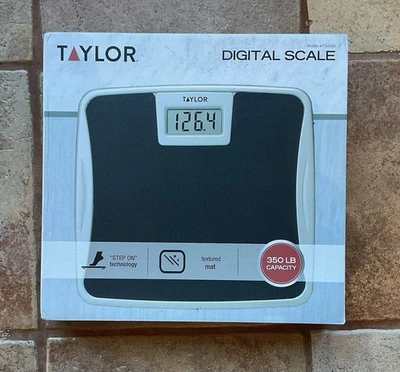 TAYLOR
DIGITAL SCALE
TAYLOR
126.4
"STEP ON"
technology
textured
mat
350 LB
CAPACITY